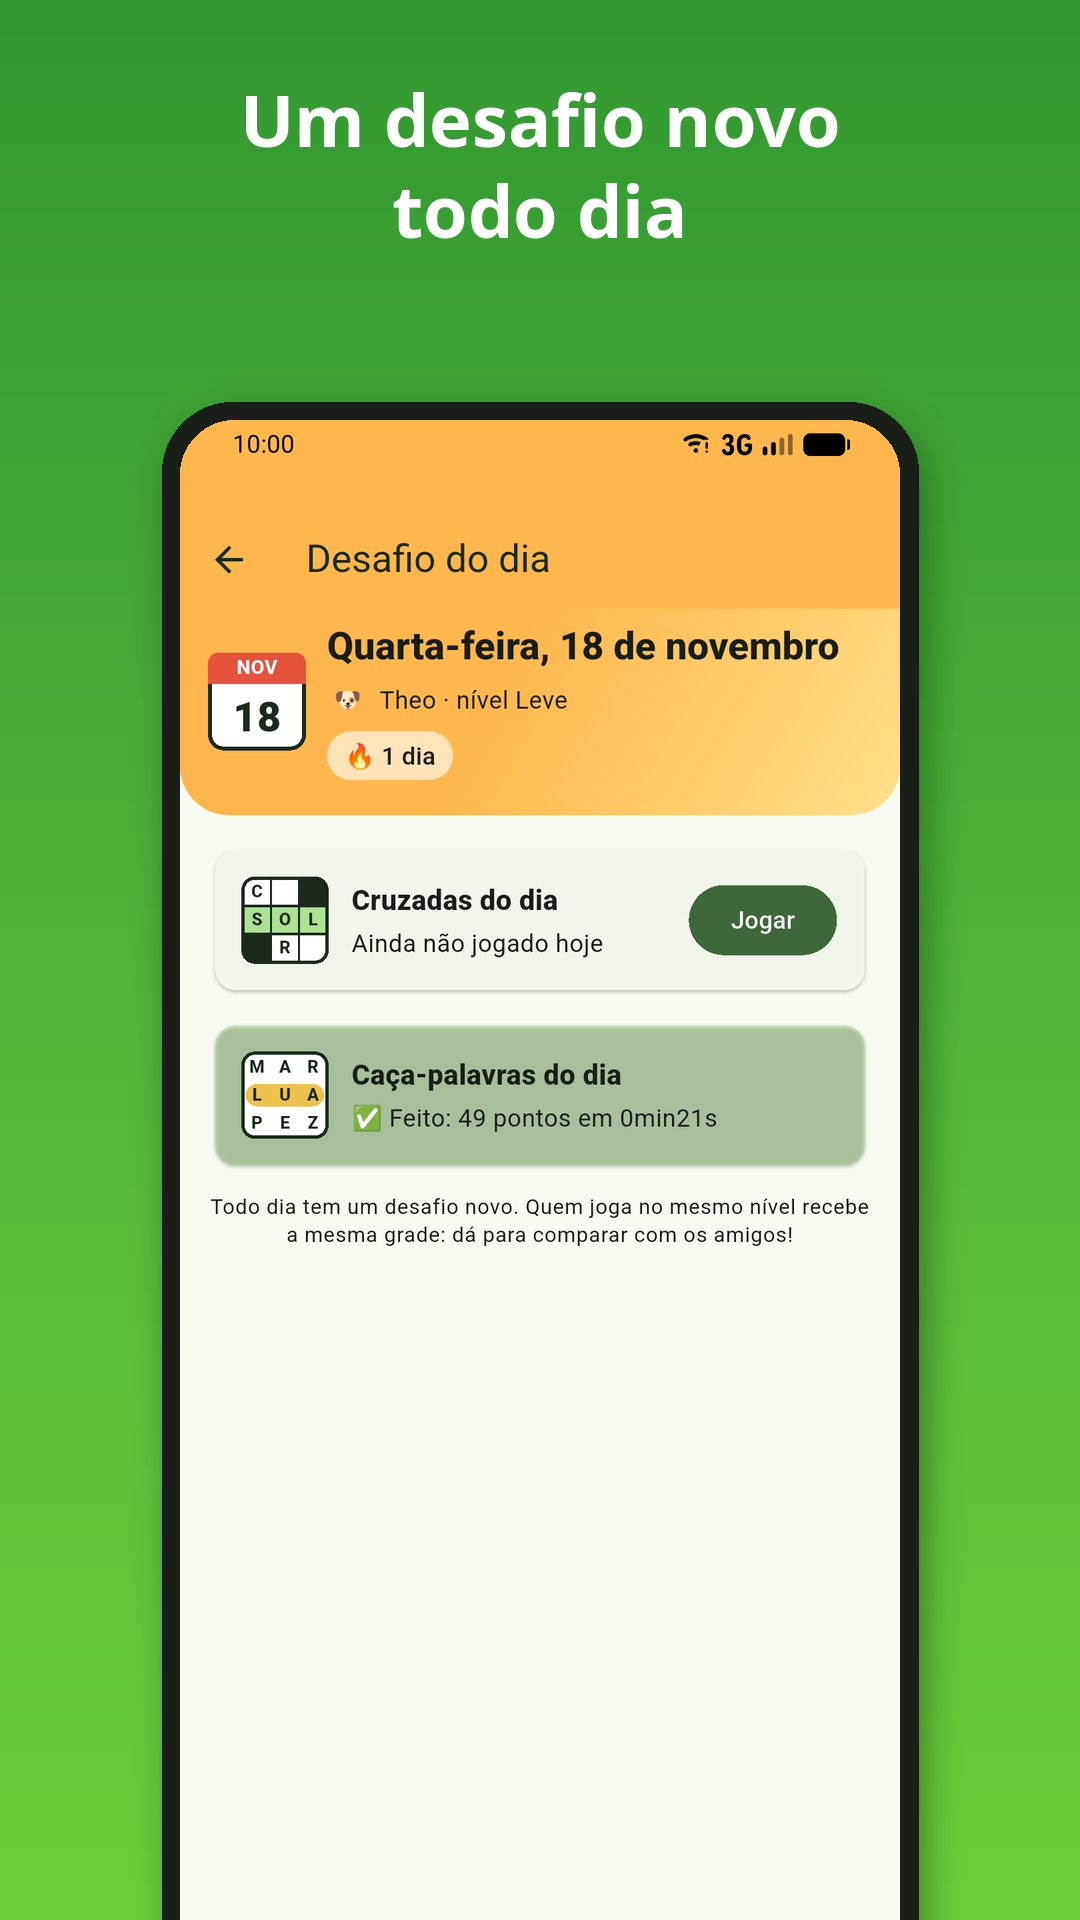 Um desafio novo
todo dia
10:00
3G
Desafio do dia
NOV
18
Quarta-feira, 18 de novembro
Theo · nível Leve
🔥 1 dia
C
S O L
R
Cruzadas do dia
Ainda não jogado hoje
Jogar
M A R
L U A
P E Z
Caça-palavras do dia
✅ Feito: 49 pontos em 0min21s
Todo dia tem um desafio novo. Quem joga no mesmo nível recebe
a mesma grade: dá para comparar com os amigos!